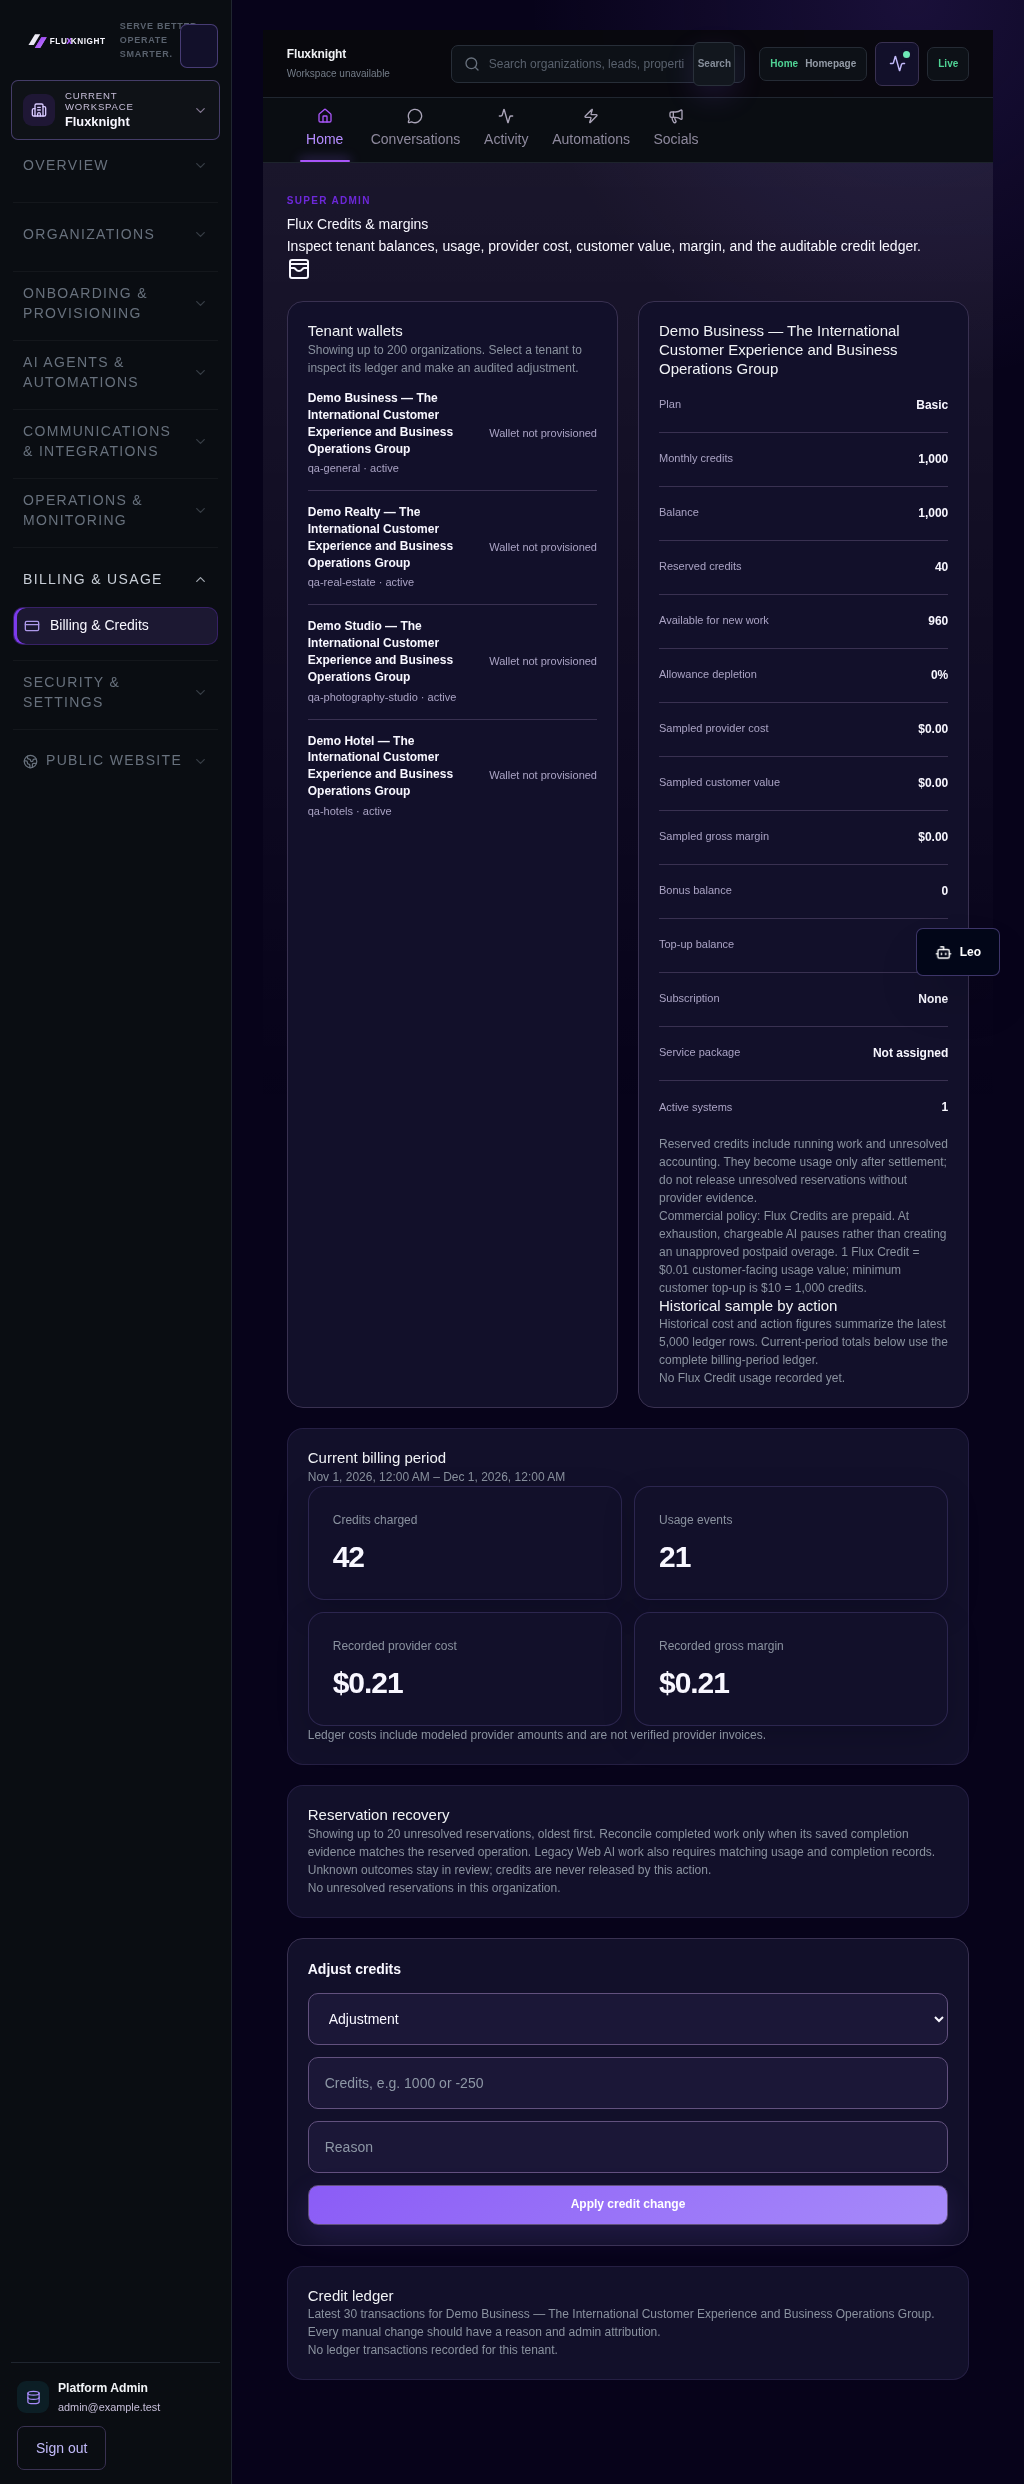 FLUXKNIGHT
SERVE BETTER.
OPERATE
SMARTER.
CURRENT
WORKSPACE
Fluxknight
OVERVIEW
ORGANIZATIONS
ONBOARDING &
PROVISIONING
AI AGENTS &
AUTOMATIONS
COMMUNICATIONS
& INTEGRATIONS
OPERATIONS &
MONITORING
BILLING & USAGE
Billing & Credits
SECURITY &
SETTINGS
PUBLIC WEBSITE
Platform Admin
admin@example.test
Sign out
Fluxknight
Workspace unavailable
Search organizations, leads, properti
Search
Home Homepage
Live
Home
Conversations
Activity
Automations
Socials
SUPER ADMIN
Flux Credits & margins
Inspect tenant balances, usage, provider cost, customer value, margin, and the auditable credit ledger.
Tenant wallets
Showing up to 200 organizations. Select a tenant to
inspect its ledger and make an audited adjustment.
Demo Business — The
International Customer
Experience and Business
Operations Group
qa-general · active
Wallet not provisioned
Demo Realty — The
International Customer
Experience and Business
Operations Group
qa-real-estate · active
Wallet not provisioned
Demo Studio — The
International Customer
Experience and Business
Operations Group
qa-photography-studio · active
Wallet not provisioned
Demo Hotel — The
International Customer
Experience and Business
Operations Group
qa-hotels · active
Wallet not provisioned
Demo Business — The International
Customer Experience and Business
Operations Group
Plan Basic
Monthly credits 1,000
Balance 1,000
Reserved credits 40
Available for new work 960
Allowance depletion 0%
Sampled provider cost $0.00
Sampled customer value $0.00
Sampled gross margin $0.00
Bonus balance 0
Top-up balance
Leo
Subscription None
Service package Not assigned
Active systems 1
Reserved credits include running work and unresolved
accounting. They become usage only after settlement;
do not release unresolved reservations without
provider evidence.
Commercial policy: Flux Credits are prepaid. At
exhaustion, chargeable AI pauses rather than creating
an unapproved postpaid overage. 1 Flux Credit =
$0.01 customer-facing usage value; minimum
customer top-up is $10 = 1,000 credits.
Historical sample by action
Historical cost and action figures summarize the latest
5,000 ledger rows. Current-period totals below use the
complete billing-period ledger.
No Flux Credit usage recorded yet.
Current billing period
Nov 1, 2026, 12:00 AM – Dec 1, 2026, 12:00 AM
Credits charged
42
Usage events
21
Recorded provider cost
$0.21
Recorded gross margin
$0.21
Ledger costs include modeled provider amounts and are not verified provider invoices.
Reservation recovery
Showing up to 20 unresolved reservations, oldest first. Reconcile completed work only when its saved completion
evidence matches the reserved operation. Legacy Web AI work also requires matching usage and completion records.
Unknown outcomes stay in review; credits are never released by this action.
No unresolved reservations in this organization.
Adjust credits
Adjustment
Credits, e.g. 1000 or -250
Reason
Apply credit change
Credit ledger
Latest 30 transactions for Demo Business — The International Customer Experience and Business Operations Group.
Every manual change should have a reason and admin attribution.
No ledger transactions recorded for this tenant.